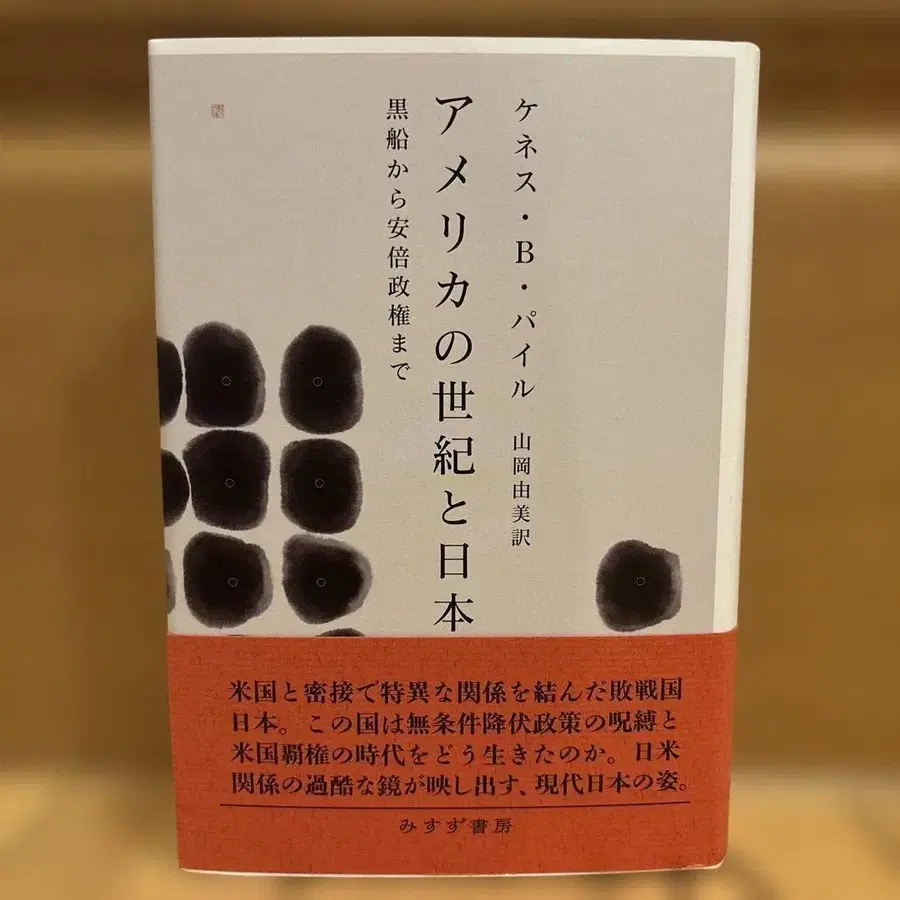 ケネス・B・パイル 山岡由美訳
アメリカの世紀と日本
黒船から安倍政権まで
米国と密接で特異な関係を結んだ敗戦国
日本。この国は無条件降伏政策の呪縛と
米国覇権の時代をどう生きたのか。日米
関係の過酷な鏡が映し出す、現代日本の姿。
みすず書房